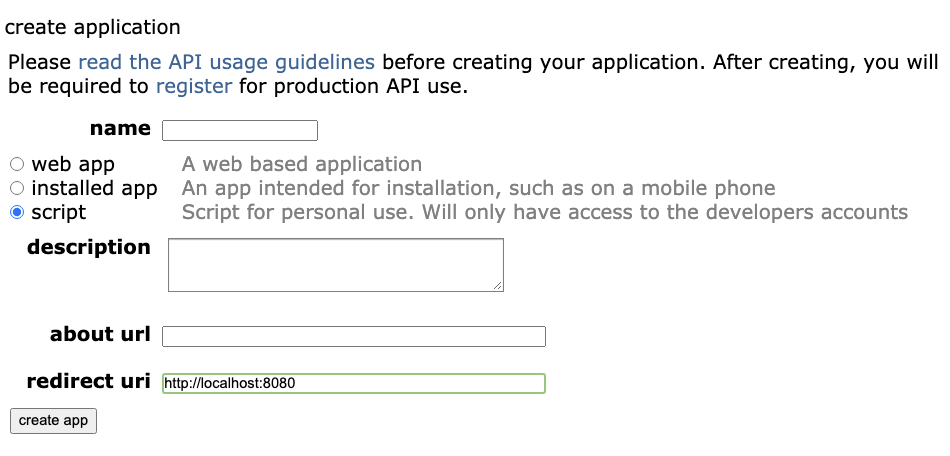 create application
Please read the API usage guidelines before creating your application. After creating, you will
be required to register for production API use.
name
web app A web based application
installed app An app intended for installation, such as on a mobile phone
script Script for personal use. Will only have access to the developers accounts
description
about url
redirect uri http://localhost:8080
create app